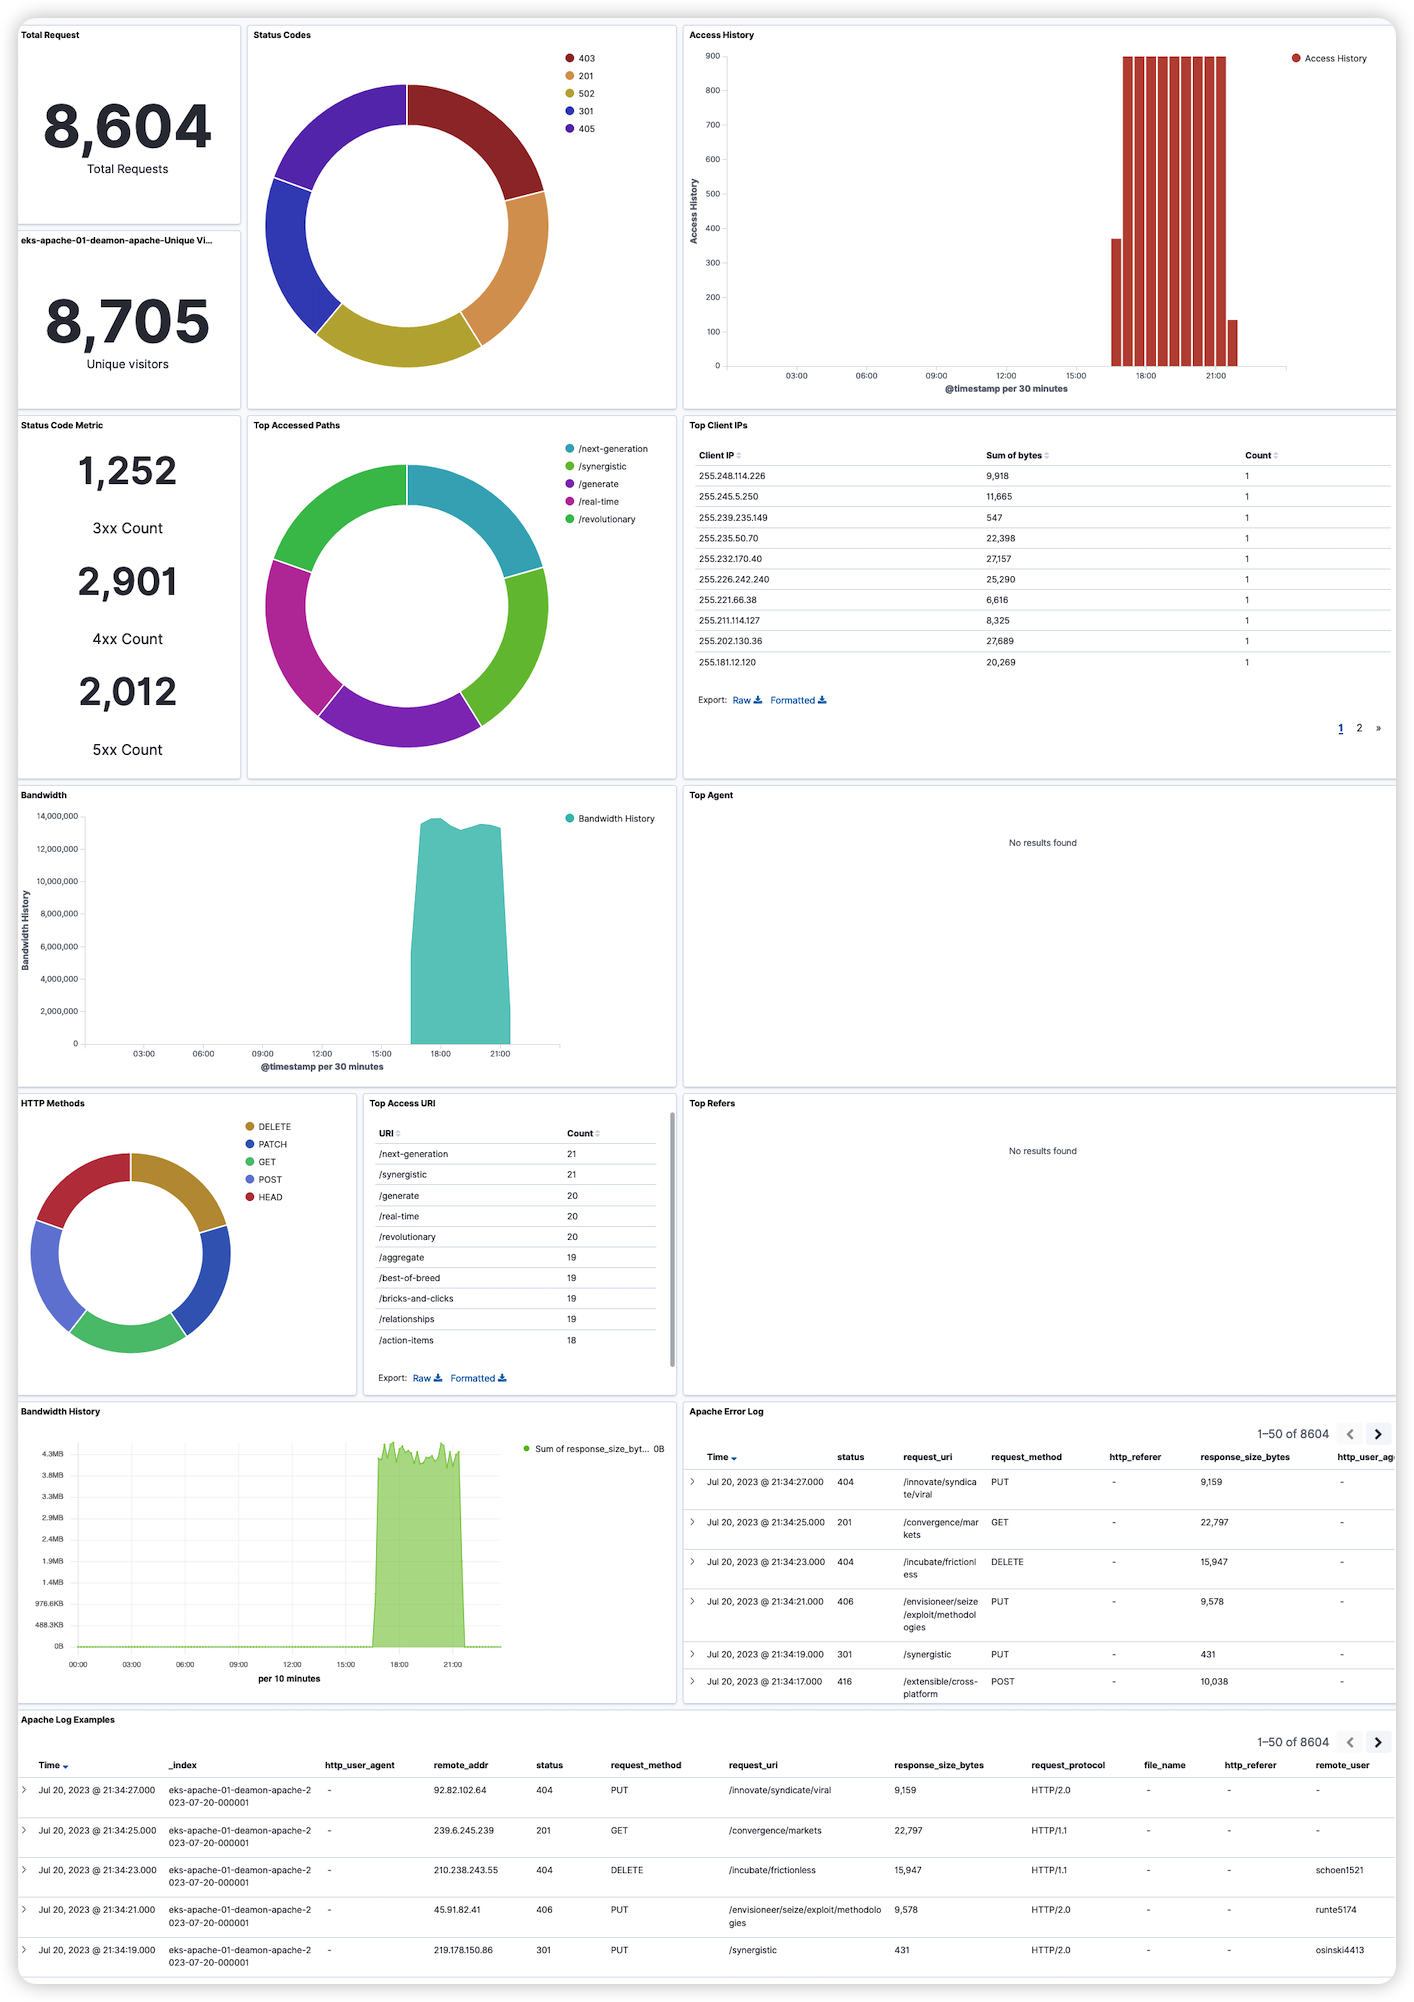 Total Request
8,604
Total Requests
eks-apache-01-deamon-apache-Unique Vi...
8,705
Unique visitors
Status Codes
403
201
502
301
405
Access History
900
800
700
600
500
400
300
200
100
0
Access History
03:00 06:00 09:00 12:00 15:00 18:00 21:00
@timestamp per 30 minutes
Access History
Status Code Metric
1,252
3xx Count
2,901
4xx Count
2,012
5xx Count
Top Accessed Paths
/next-generation
/synergistic
/generate
/real-time
/revolutionary
Top Client IPs
Client IP Sum of bytes Count
255.248.114.226 9,918 1
255.245.5.250 11,665 1
255.239.235.149 547 1
255.235.50.70 22,398 1
255.232.170.40 27,157 1
255.226.242.240 25,290 1
255.221.66.38 6,616 1
255.211.114.127 8,325 1
255.202.130.36 27,689 1
255.181.12.120 20,269 1
Export: Raw Formatted
1 2 »
Bandwidth
14,000,000
12,000,000
10,000,000
8,000,000
6,000,000
4,000,000
2,000,000
0
Bandwidth History
03:00 06:00 09:00 12:00 15:00 18:00 21:00
@timestamp per 30 minutes
Bandwidth History
Top Agent
No results found
HTTP Methods
DELETE
PATCH
GET
POST
HEAD
Top Access URI
URI Count
/next-generation 21
/synergistic 21
/generate 20
/real-time 20
/revolutionary 20
/aggregate 19
/best-of-breed 19
/bricks-and-clicks 19
/relationships 19
/action-items 18
Export: Raw Formatted
Top Refers
No results found
Bandwidth History
4.3MB
3.8MB
3.3MB
2.9MB
2.4MB
1.9MB
1.4MB
976.6KB
488.3KB
0B
00:00 03:00 06:00 09:00 12:00 15:00 18:00 21:00
per 10 minutes
Sum of response_size_byt... 0B
Apache Error Log
1–50 of 8604
Time status request_uri request_method http_referer response_size_bytes http_user_age
Jul 20, 2023 @ 21:34:27.000 404 /innovate/syndica PUT - 9,159 -
te/viral
Jul 20, 2023 @ 21:34:25.000 201 /convergence/mar GET - 22,797 -
kets
Jul 20, 2023 @ 21:34:23.000 404 /incubate/frictionl DELETE - 15,947 -
ess
Jul 20, 2023 @ 21:34:21.000 406 /envisioneer/seize PUT - 9,578 -
/exploit/methodol
ogies
Jul 20, 2023 @ 21:34:19.000 301 /synergistic PUT - 431 -
Jul 20, 2023 @ 21:34:17.000 416 /extensible/cross- POST - 10,038 -
platform
Apache Log Examples
1–50 of 8604
Time _index http_user_agent remote_addr status request_method request_uri response_size_bytes request_protocol file_name http_referer remote_user
Jul 20, 2023 @ 21:34:27.000 eks-apache-01-deamon-apache-2 - 92.82.102.64 404 PUT /innovate/syndicate/viral 9,159 HTTP/2.0 - - -
023-07-20-000001
Jul 20, 2023 @ 21:34:25.000 eks-apache-01-deamon-apache-2 - 239.6.245.239 201 GET /convergence/markets 22,797 HTTP/1.1 - - -
023-07-20-000001
Jul 20, 2023 @ 21:34:23.000 eks-apache-01-deamon-apache-2 - 210.238.243.55 404 DELETE /incubate/frictionless 15,947 HTTP/1.1 - - schoen1521
023-07-20-000001
Jul 20, 2023 @ 21:34:21.000 eks-apache-01-deamon-apache-2 - 45.91.82.41 406 PUT /envisioneer/seize/exploit/methodolo 9,578 HTTP/2.0 - - runte5174
023-07-20-000001 gies
Jul 20, 2023 @ 21:34:19.000 eks-apache-01-deamon-apache-2 - 219.178.150.86 301 PUT /synergistic 431 HTTP/2.0 - - osinski4413
023-07-20-000001